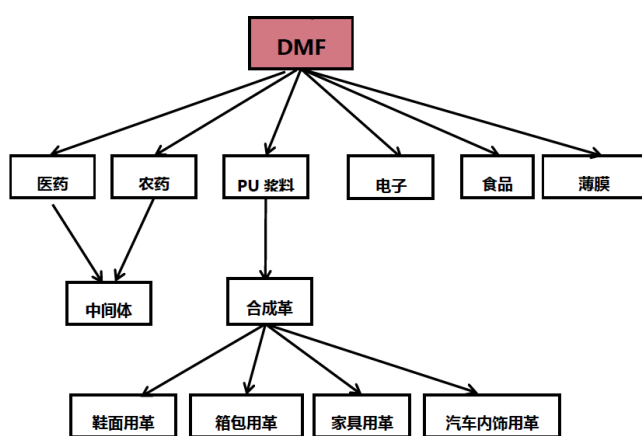 DMF
医药
农药
PU 浆料
电子
食品
薄膜
中间体
合成革
鞋面用革
箱包用革
家具用革
汽车内饰用革